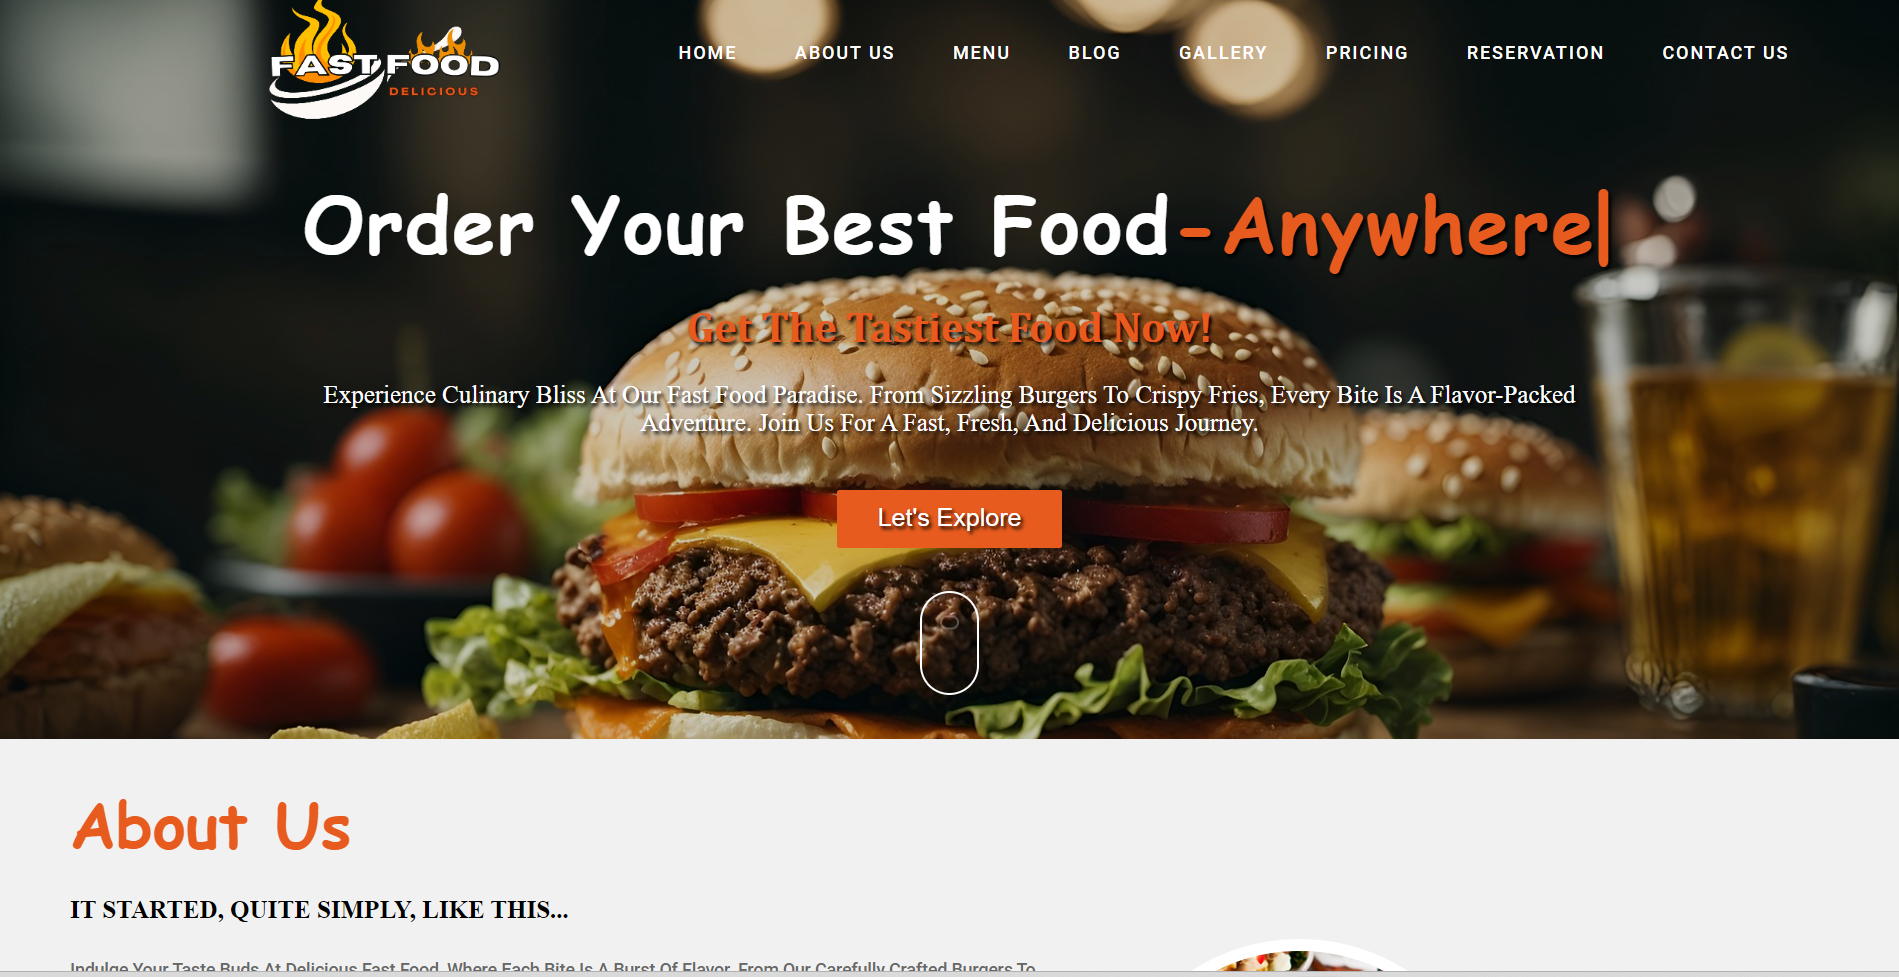 FAST FOOD
DELICIOUS
HOME ABOUT US MENU BLOG GALLERY PRICING RESERVATION CONTACT US
Order Your Best Food-Anywhere|
Get The Tastiest Food Now!
Experience Culinary Bliss At Our Fast Food Paradise. From Sizzling Burgers To Crispy Fries, Every Bite Is A Flavor-Packed
Adventure. Join Us For A Fast, Fresh, And Delicious Journey.
Let's Explore
About Us
IT STARTED, QUITE SIMPLY, LIKE THIS...
Indulge Your Taste Buds At Delicious Fast Food, Where Each Bite Is A Burst Of Flavor. From Our Carefully Crafted Burgers To